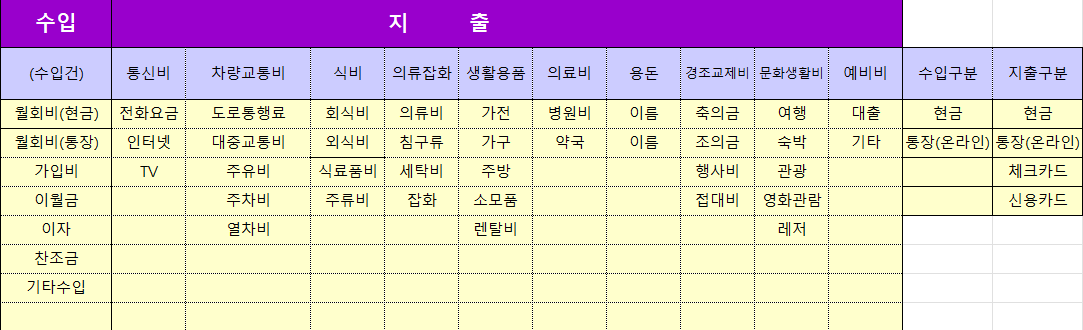 수입 지 출
(수입건) 통신비 차량교통비 식비 의류잡화 생활용품 의료비 용돈 경조교제비 문화생활비 예비비 수입구분 지출구분
월회비(현금) 전화요금 도로통행료 회식비 의류비 가전 병원비 이름 축의금 여행 대출 현금 현금
월회비(통장) 인터넷 대중교통비 외식비 침구류 가구 약국 이름 조의금 숙박 기타 통장(온라인) 통장(온라인)
가입비 TV 주유비 식료품비 세탁비 주방 행사비 관광 체크카드
이월금 주차비 주류비 잡화 소모품 접대비 영화관람 신용카드
이자 열차비 렌탈비 레저
찬조금
기타수입